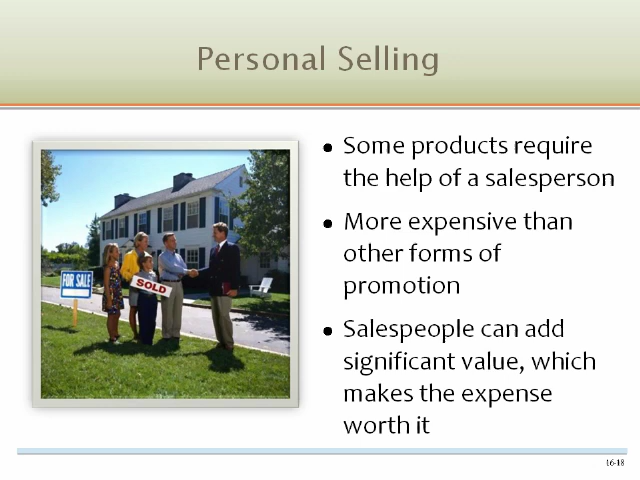 Personal Selling
FOR SALE
SOLD
• Some products require
the help of a salesperson
• More expensive than
other forms of
promotion
• Salespeople can add
significant value, which
makes the expense
worth it
16-18